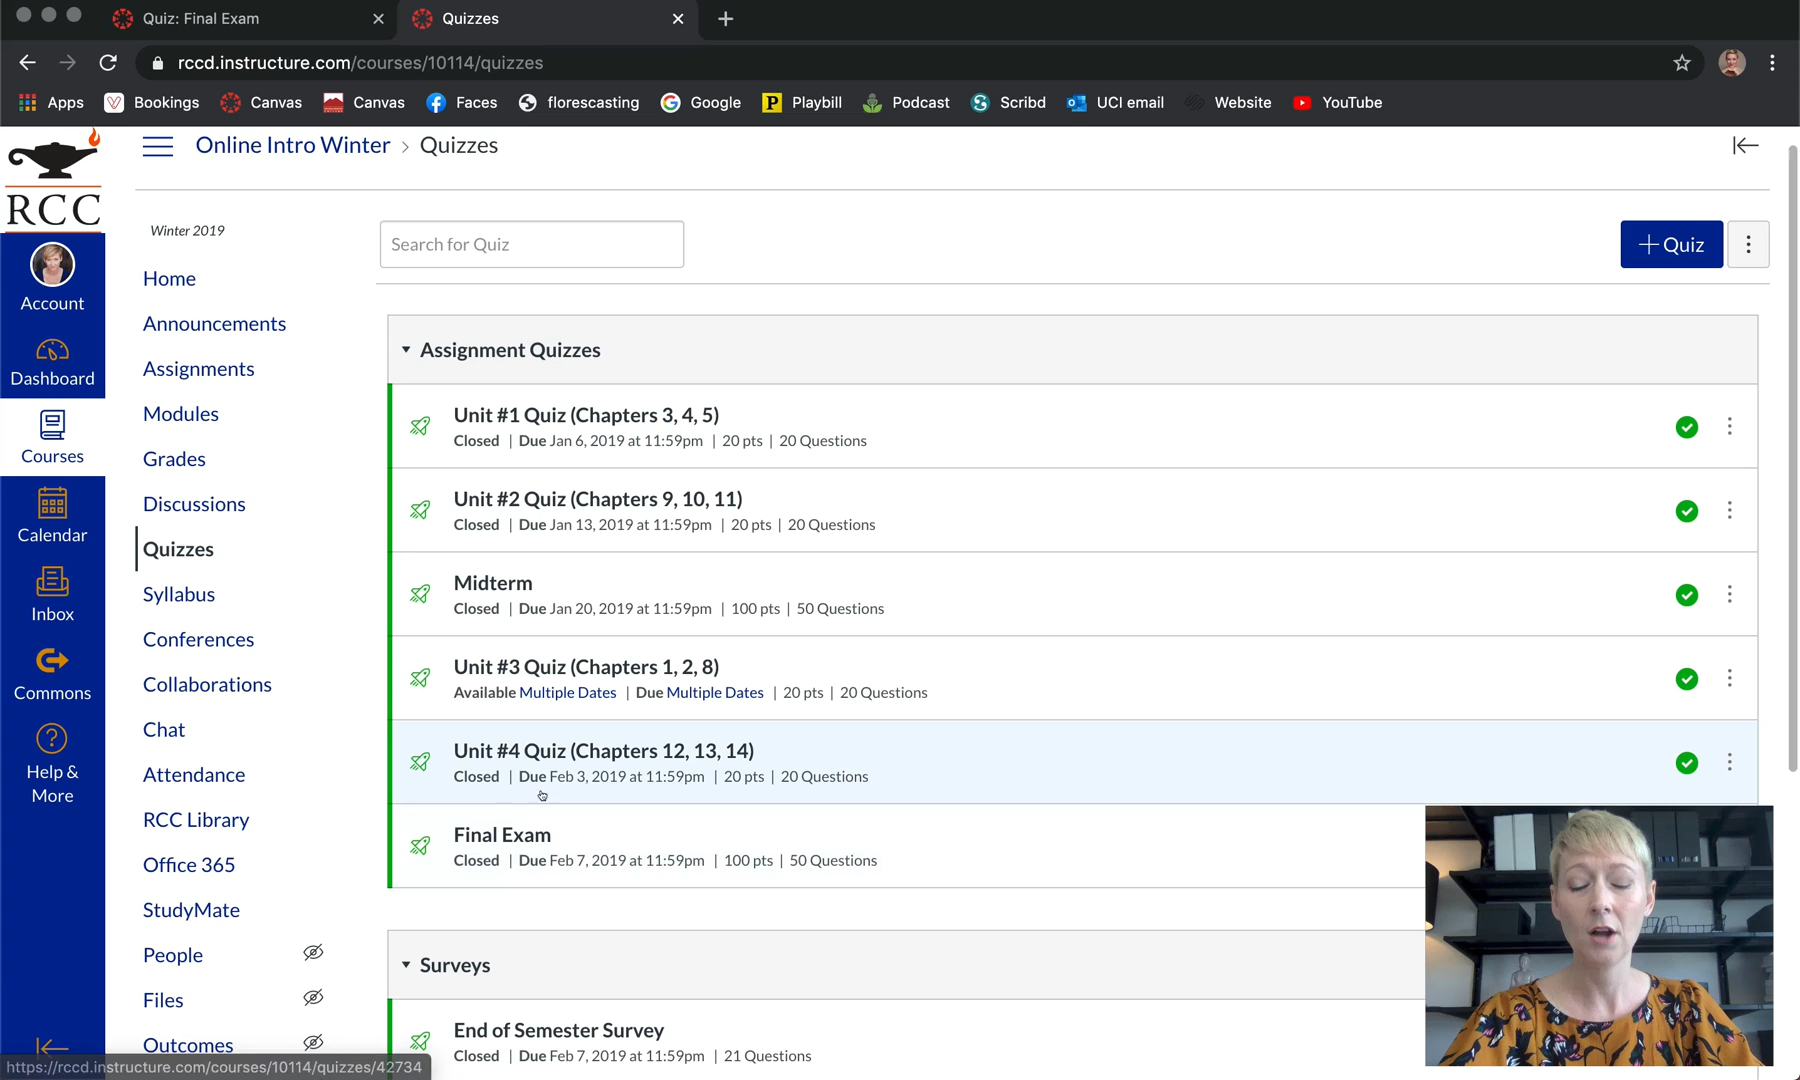 Quiz: Final Exam
Quizzes
rccd.instructure.com/courses/10114/quizzes
Apps
Bookings
Canvas
Canvas
Faces
florescasting
Google
Playbill
Podcast
Scribd
UCI email
Website
YouTube
RCC
Online Intro Winter > Quizzes
Account
Dashboard
Courses
Calendar
Inbox
Commons
Help &
More
Winter 2019
Home
Announcements
Assignments
Modules
Grades
Discussions
Quizzes
Syllabus
Conferences
Collaborations
Chat
Attendance
RCC Library
Office 365
StudyMate
People
Files
Outcomes
Search for Quiz
+ Quiz
Assignment Quizzes
Unit #1 Quiz (Chapters 3, 4, 5)
Closed | Due Jan 6, 2019 at 11:59pm | 20 pts | 20 Questions
Unit #2 Quiz (Chapters 9, 10, 11)
Closed | Due Jan 13, 2019 at 11:59pm | 20 pts | 20 Questions
Midterm
Closed | Due Jan 20, 2019 at 11:59pm | 100 pts | 50 Questions
Unit #3 Quiz (Chapters 1, 2, 8)
Available Multiple Dates | Due Multiple Dates | 20 pts | 20 Questions
Unit #4 Quiz (Chapters 12, 13, 14)
Closed | Due Feb 3, 2019 at 11:59pm | 20 pts | 20 Questions
Final Exam
Closed | Due Feb 7, 2019 at 11:59pm | 100 pts | 50 Questions
Surveys
End of Semester Survey
Closed | Due Feb 7, 2019 at 11:59pm | 21 Questions
https://rccd.instructure.com/courses/10114/quizzes/42734